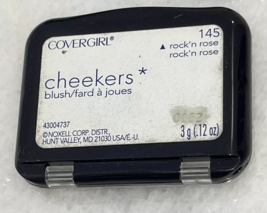 COVERGIRL®
145
▲ rock'n rose
rock'n rose
cheekers*
blush/fard à joues
43004737
©NOXELL CORP. DISTR.,
HUNT VALLEY, MD 21030 USA/É.-U.
3 g (.12 oz)